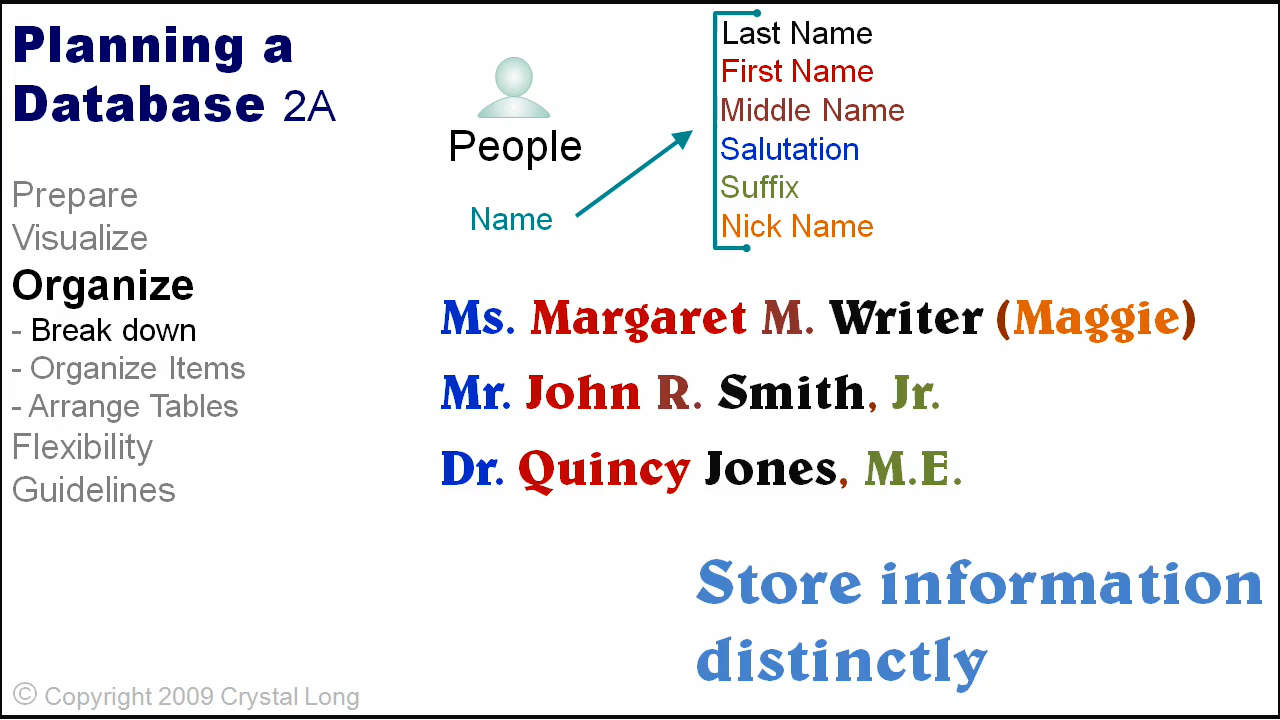 Planning a
Database 2A
Prepare
Visualize
Organize
- Break down
- Organize Items
- Arrange Tables
Flexibility
Guidelines
People
Name
Last Name
First Name
Middle Name
Salutation
Suffix
Nick Name
Ms. Margaret M. Writer (Maggie)
Mr. John R. Smith, Jr.
Dr. Quincy Jones, M.E.
Store information
distinctly
© Copyright 2009 Crystal Long